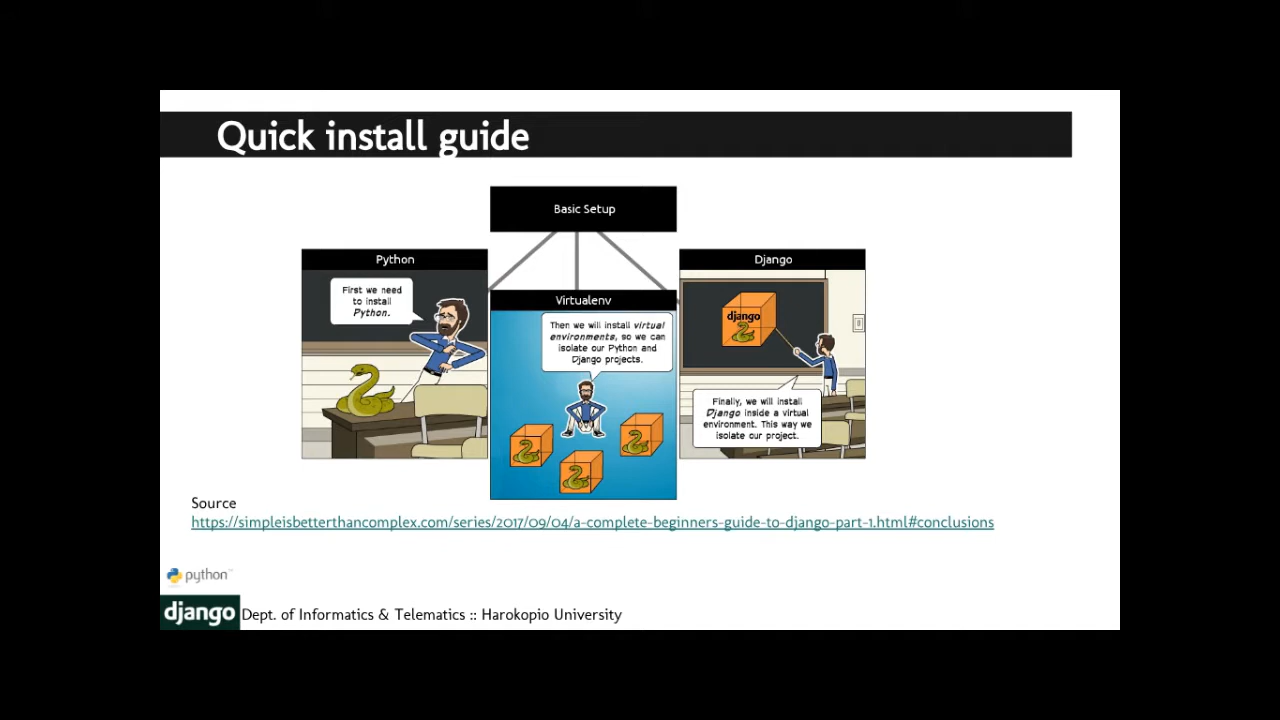 Quick install guide
Basic Setup
Python
First we need
to install
Python.
Virtualenv
Then we will install virtual
environments, so we can
isolate our Python and
Django projects.
Django
django
Finally, we will install
Django inside a virtual
environment. This way we
isolate our project.
Source
https://simpleisbetterthancomplex.com/series/2017/09/04/a-complete-beginners-guide-to-django-part-1.html#conclusions
python™
django Dept. of Informatics & Telematics :: Harokopio University